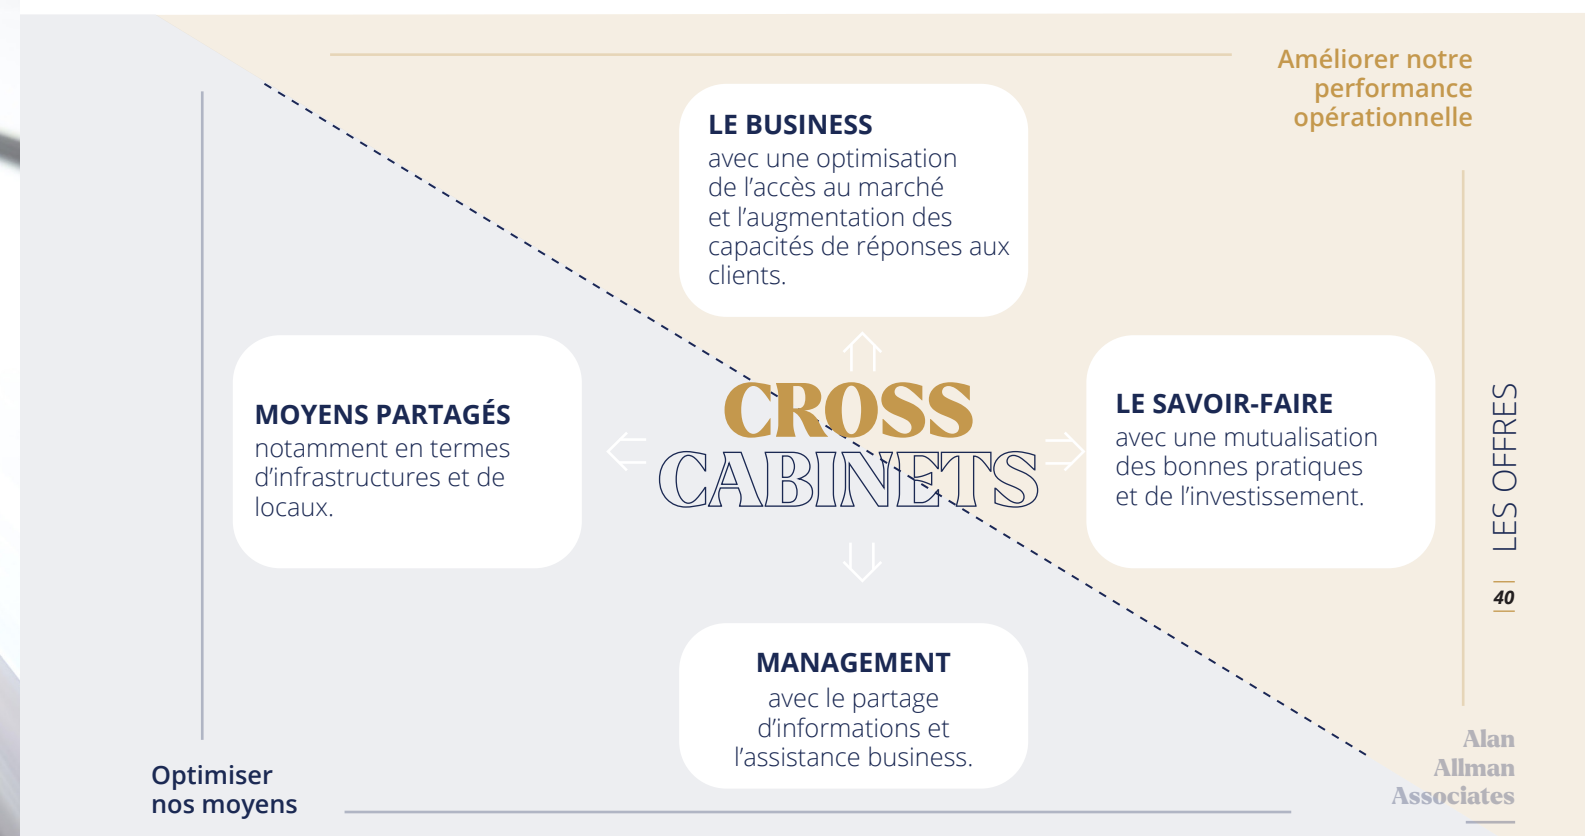 Améliorer notre
performance
opérationnelle
LE BUSINESS
avec une optimisation
de l'accès au marché
et l'augmentation des
capacités de réponses aux
clients.
MOYENS PARTAGÉS
notamment en termes
d'infrastructures et de
locaux.
CROSS
CABINETS
LE SAVOIR-FAIRE
avec une mutualisation
des bonnes pratiques
et de l'investissement.
MANAGEMENT
avec le partage
d'informations et
l'assistance business.
Optimiser
nos moyens
LES OFFRES
40
Alan
Allman
Associates